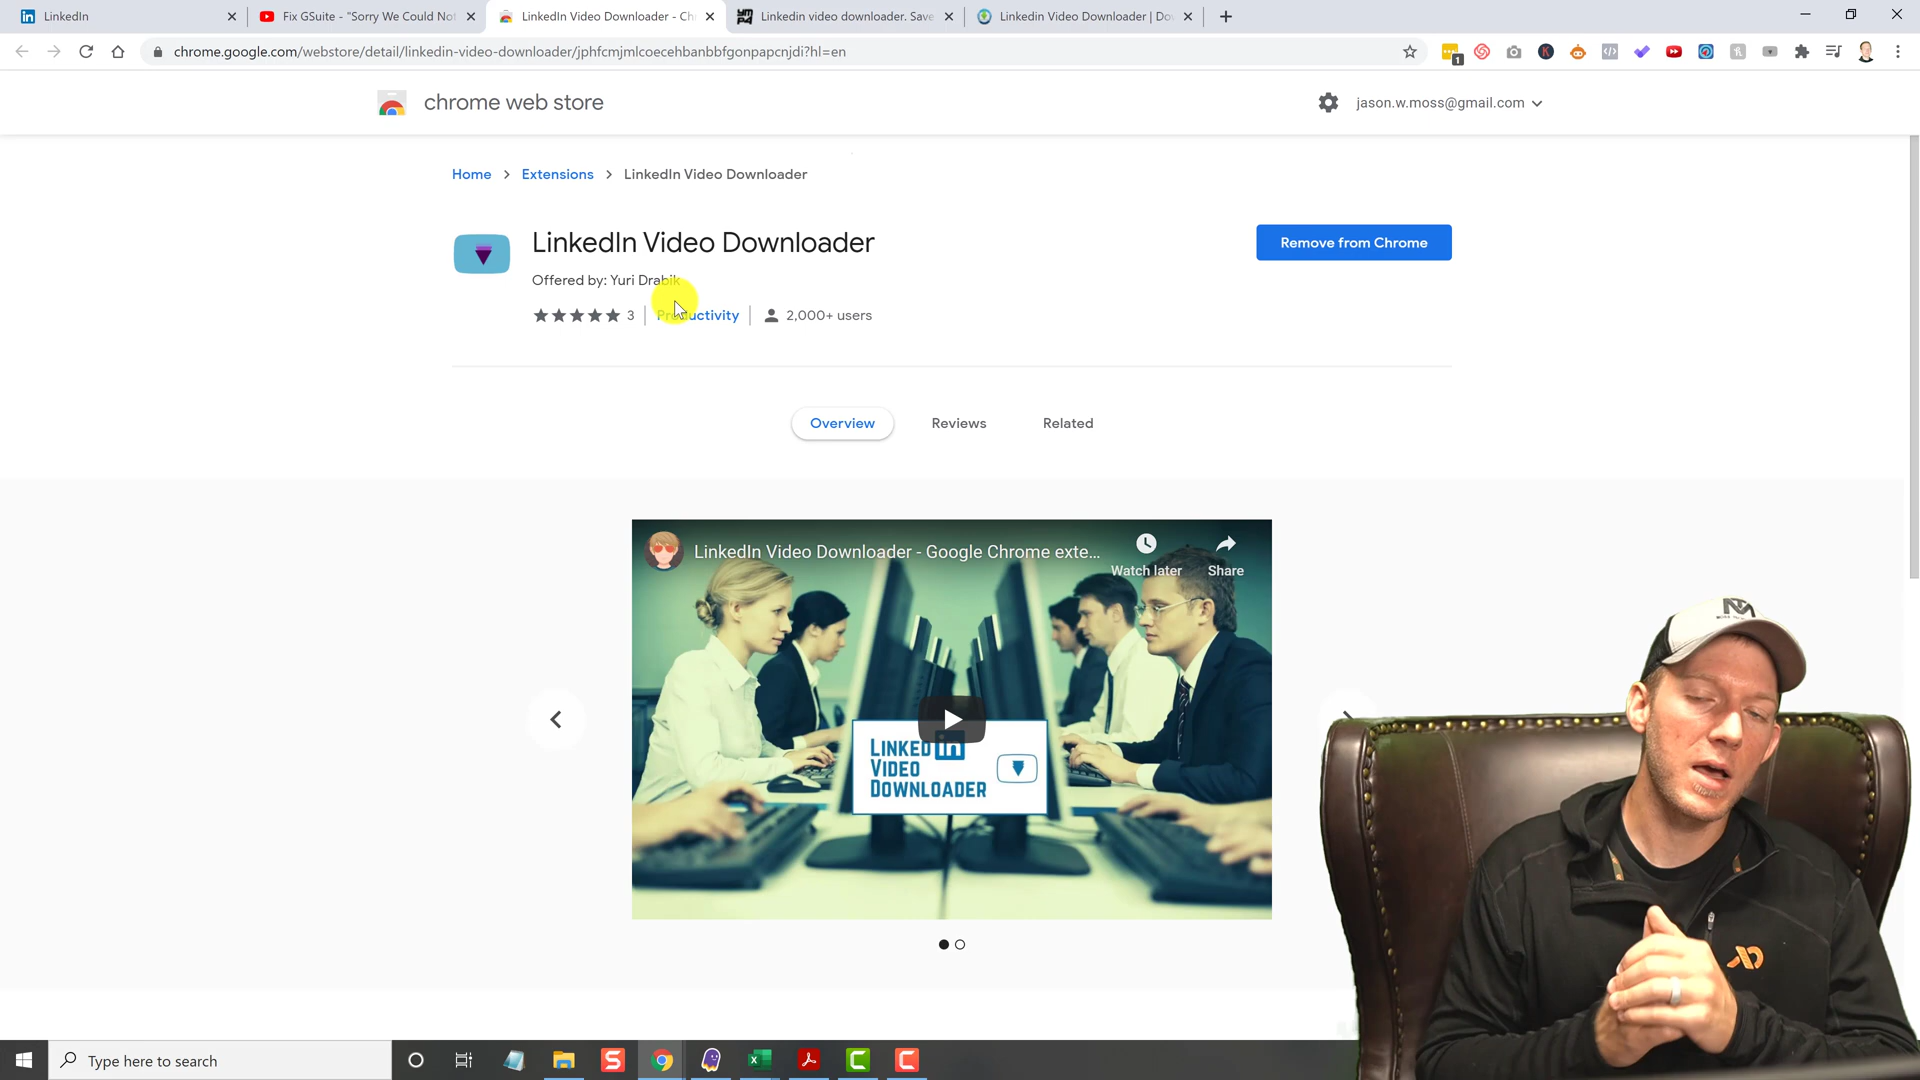 LinkedIn
Fix GSuite - "Sorry We Could Not
LinkedIn Video Downloader - Ch
Linkedin video downloader. Save
Linkedin Video Downloader | Do
chrome.google.com/webstore/detail/linkedin-video-downloader/jphfcmjmlcoecehbanbbfgonpapcnjdi?hl=en
1
chrome web store
jason.w.moss@gmail.com
Home > Extensions > LinkedIn Video Downloader
LinkedIn Video Downloader
Remove from Chrome
Offered by: Yuri Drabik
3
Productivity
2,000+ users
Overview
Reviews
Related
LinkedIn Video Downloader - Google Chrome exte...
Watch later
Share
LINKED in
VIDEO
DOWNLOADER
Type here to search